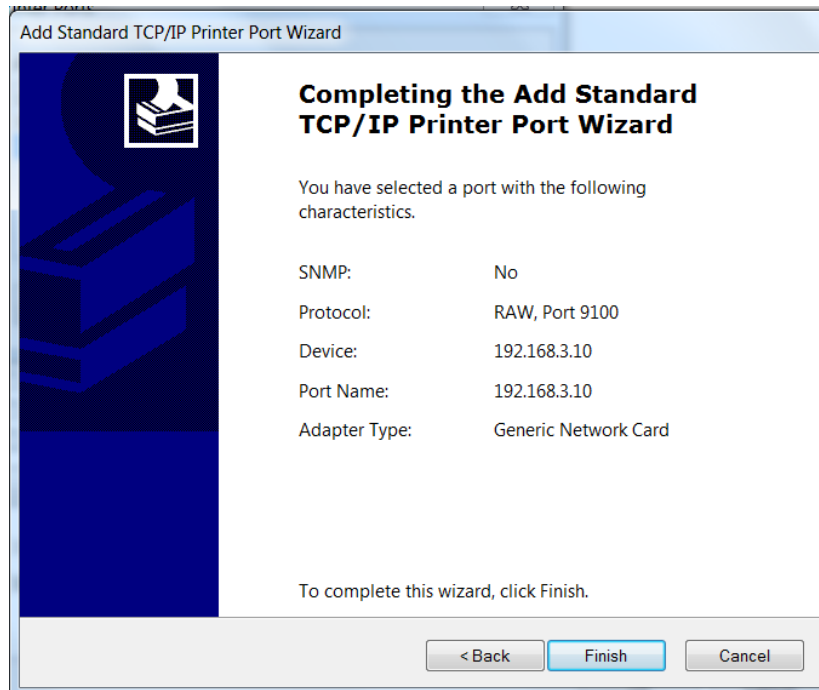 Add Standard TCP/IP Printer Port Wizard
Completing the Add Standard
TCP/IP Printer Port Wizard
You have selected a port with the following
characteristics.
SNMP: No
Protocol: RAW, Port 9100
Device: 192.168.3.10
Port Name: 192.168.3.10
Adapter Type: Generic Network Card
To complete this wizard, click Finish.
< Back Finish Cancel